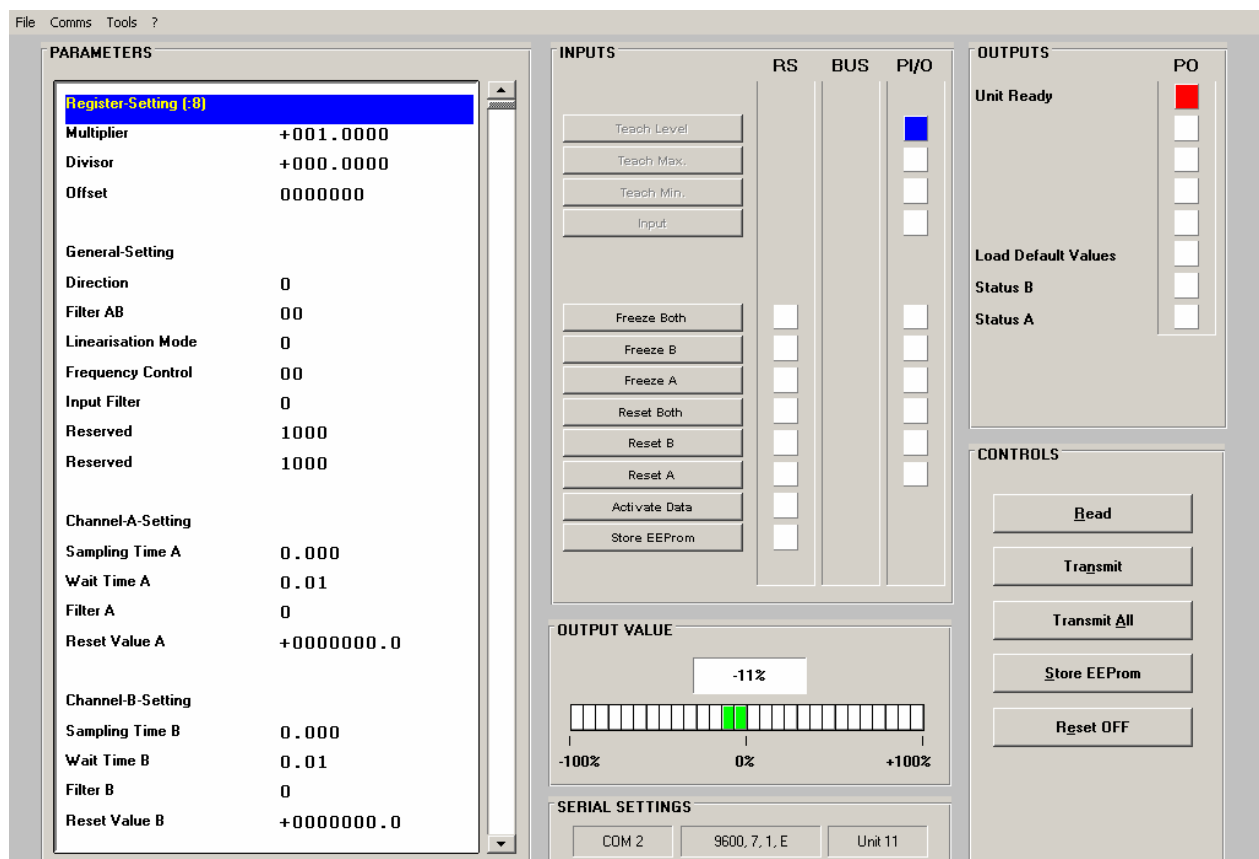 File Comms Tools ?
PARAMETERS
Register-Setting (:8)
Multiplier +001.0000
Divisor +000.0000
Offset 0000000
General-Setting
Direction 0
Filter AB 00
Linearisation Mode 0
Frequency Control 00
Input Filter 0
Reserved 1000
Reserved 1000
Channel-A-Setting
Sampling Time A 0.000
Wait Time A 0.01
Filter A 0
Reset Value A +0000000.0
Channel-B-Setting
Sampling Time B 0.000
Wait Time B 0.01
Filter B 0
Reset Value B +0000000.0
INPUTS
RS BUS PI/O
Teach Level
Teach Max.
Teach Min.
Input
Freeze Both
Freeze B
Freeze A
Reset Both
Reset B
Reset A
Activate Data
Store EEProm
OUTPUT VALUE
-11%
-100% 0% +100%
SERIAL SETTINGS
COM 2 9600, 7, 1, E Unit 11
OUTPUTS
PO
Unit Ready
Load Default Values
Status B
Status A
CONTROLS
Read
Transmit
Transmit All
Store EEProm
Reset OFF